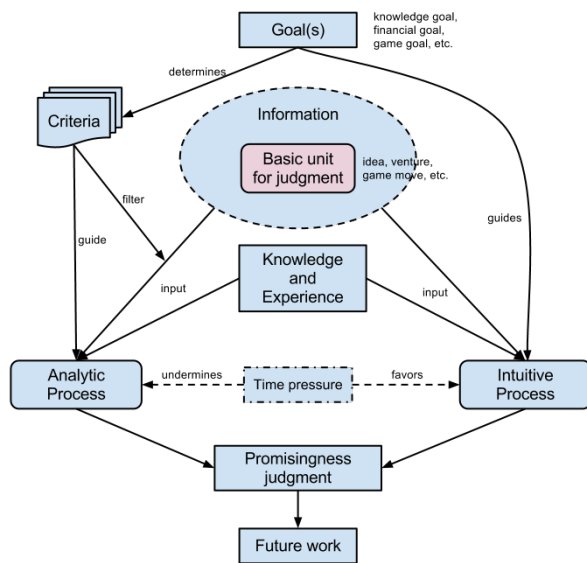 Goal(s)
knowledge goal,
financial goal,
game goal, etc.
determines
Criteria
Information
Basic unit
for judgment
idea, venture,
game move, etc.
filter
guides
guide
Knowledge
and
Experience
input
input
Analytic
Process
undermines
Time pressure
favors
Intuitive
Process
Promisingness
judgment
Future work